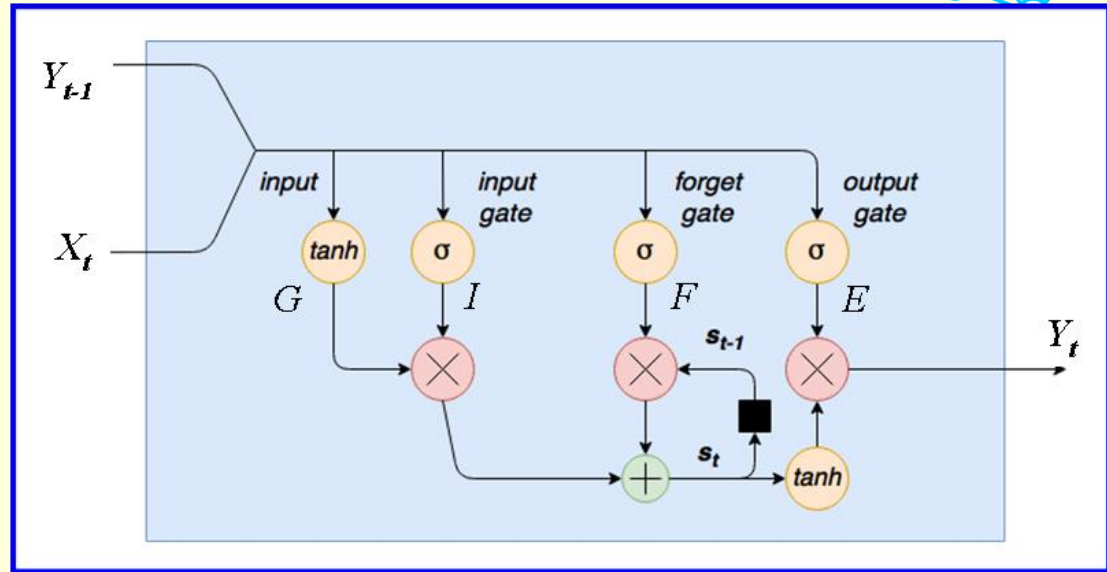 Y_{t-1}
input
input gate
forget gate
output gate
X_t
tanh
σ
σ
σ
G
I
F
E
s_{t-1}
Y_t
×
×
×
s_t
+
tanh